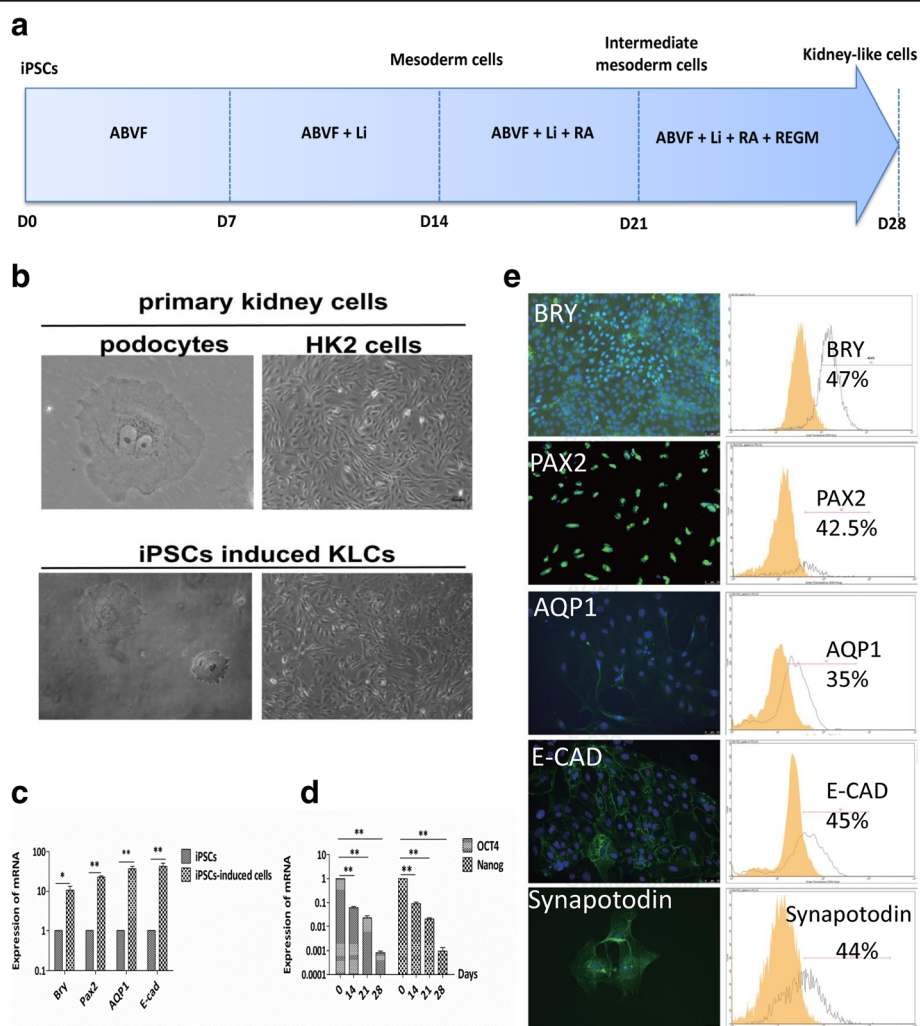 a
iPSCs
Mesoderm cells
Intermediate
mesoderm cells
Kidney-like cells
ABVF
ABVF + Li
ABVF + Li + RA
ABVF + Li + RA + REGM
D0
D7
D14
D21
D28
b
primary kidney cells
podocytes
HK2 cells
iPSCs induced KLCs
c
Expression of mRNA
100
10
1
0.1
*
**
**
**
iPSCs
iPSCs-induced cells
Bry
Pax2
AQP1
E-cad
d
Expression of mRNA
1
0.1
0.01
0.001
0.0001
**
**
**
**
**
**
OCT4
Nanog
0
14
21
28
0
14
21
28
Days
e
BRY
BRY
47%
PAX2
PAX2
42.5%
AQP1
AQP1
35%
E-CAD
E-CAD
45%
Synapotodin
Synapotodin
44%